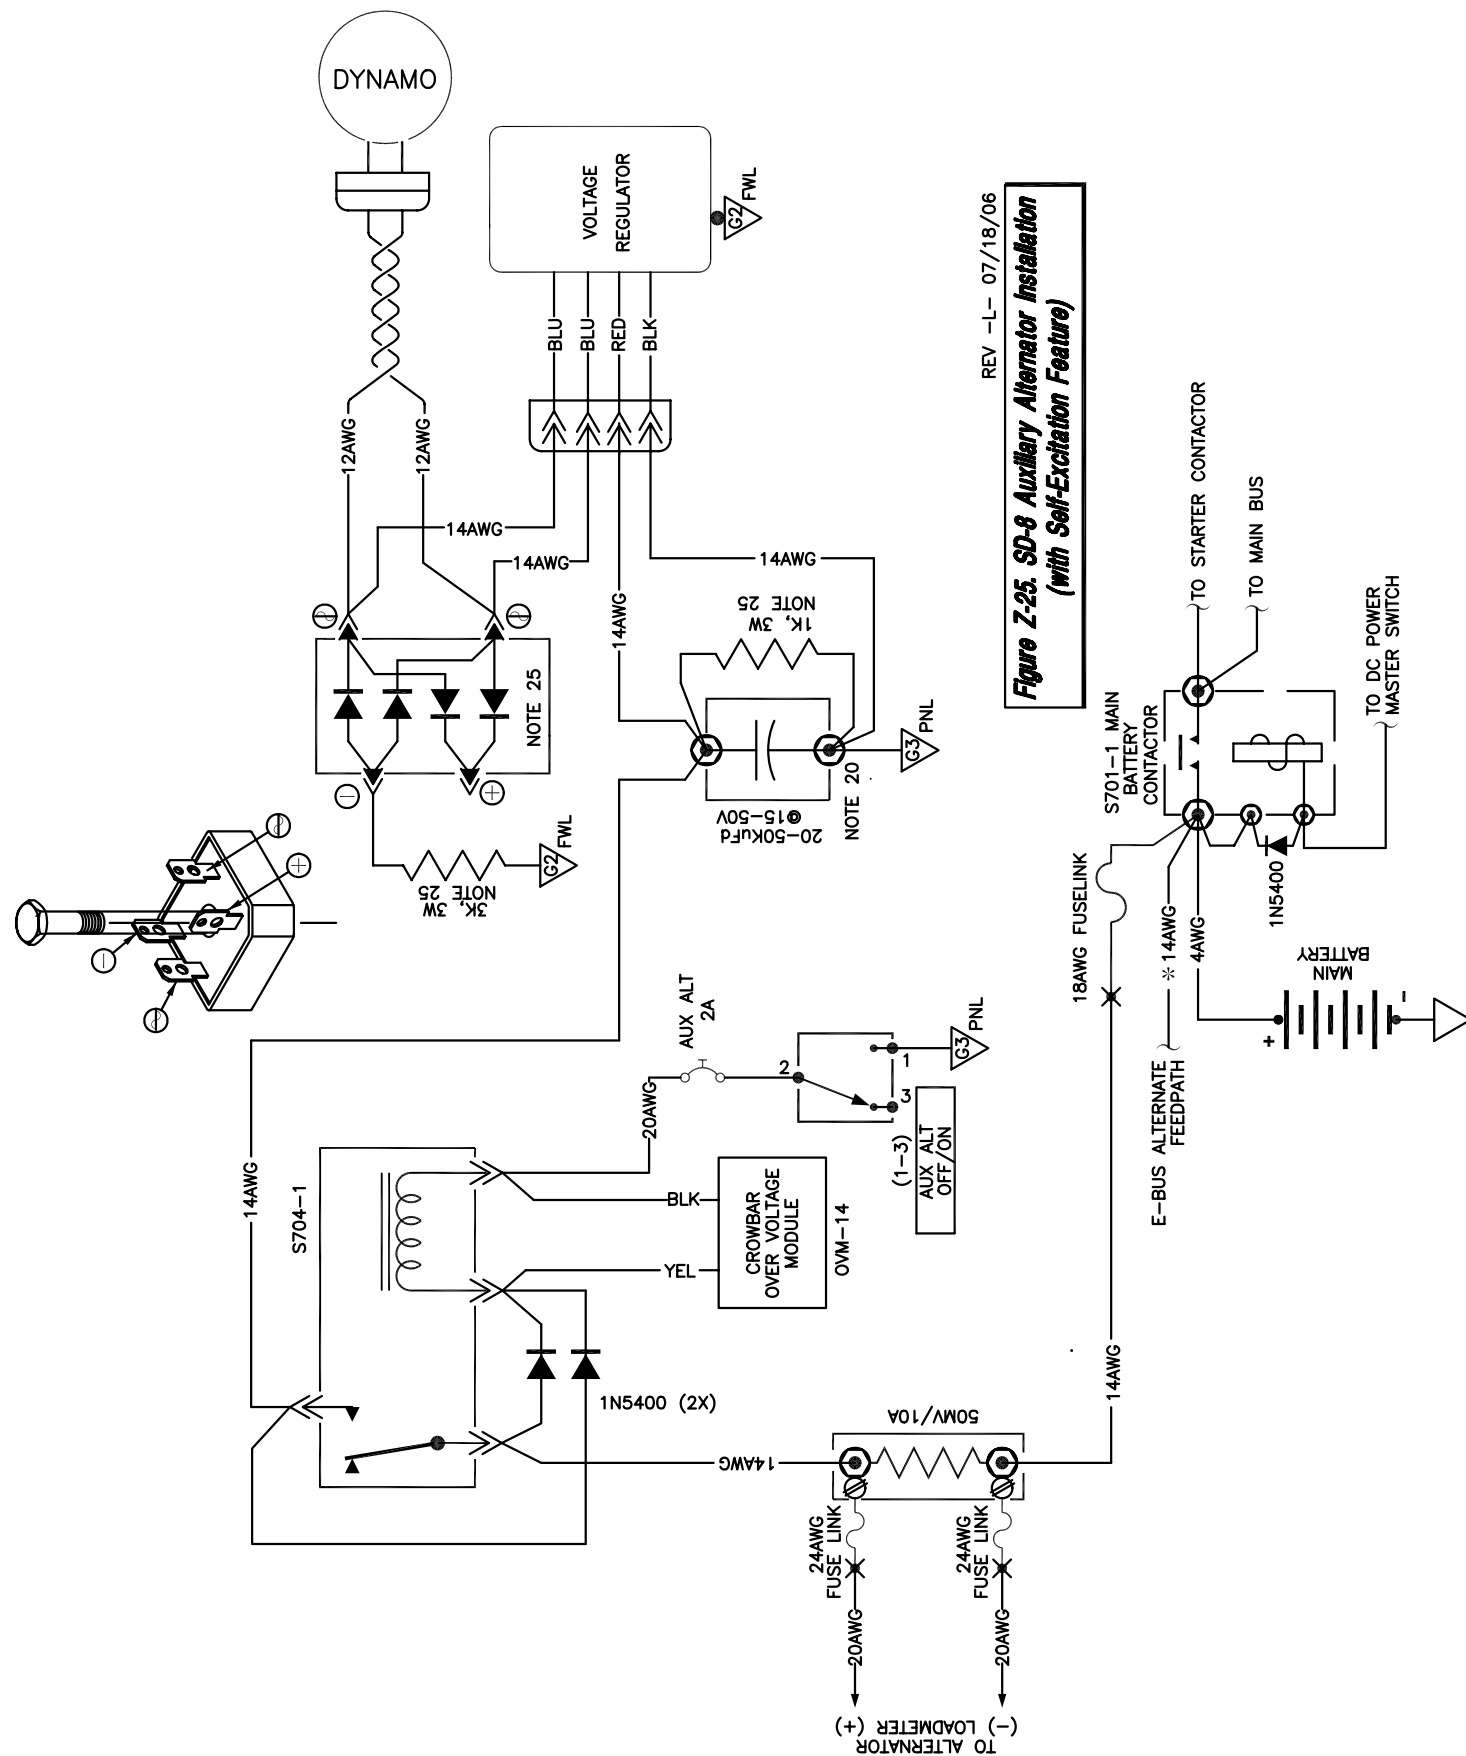 DYNAMO
12AWG
12AWG
VOLTAGE
REGULATOR
G2
FWL
BLU
BLU
RED
BLK
14AWG
14AWG
14AWG
14AWG
NOTE 25
1K, 3W
NOTE 25
3K, 3W
NOTE 25
G2
FWL
20-50KuFd
@15-50V
NOTE 20
G3
PNL
REV -L- 07/18/06
Figure Z-25. SD-8 Auxiliary Alternator Installation
(with Self-Excitation Feature)
TO STARTER CONTACTOR
TO MAIN BUS
TO DC POWER
MASTER SWITCH
S701-1 MAIN
BATTERY
CONTACTOR
1N5400
18AWG FUSELINK
*14AWG
4AWG
E-BUS ALTERNATE
FEEDPATH
MAIN
BATTERY
+
-
14AWG
S704-1
20AWG
AUX ALT
2A
2
1
3
G3
PNL
(1-3)
AUX ALT
OFF/ON
BLK
YEL
CROWBAR
OVER VOLTAGE
MODULE
OVM-14
1N5400 (2X)
14AWG
14AWG
50MV/10A
24AWG
FUSE LINK
24AWG
FUSE LINK
20AWG
20AWG
TO ALTERNATOR
(-) LOADMETER (+)